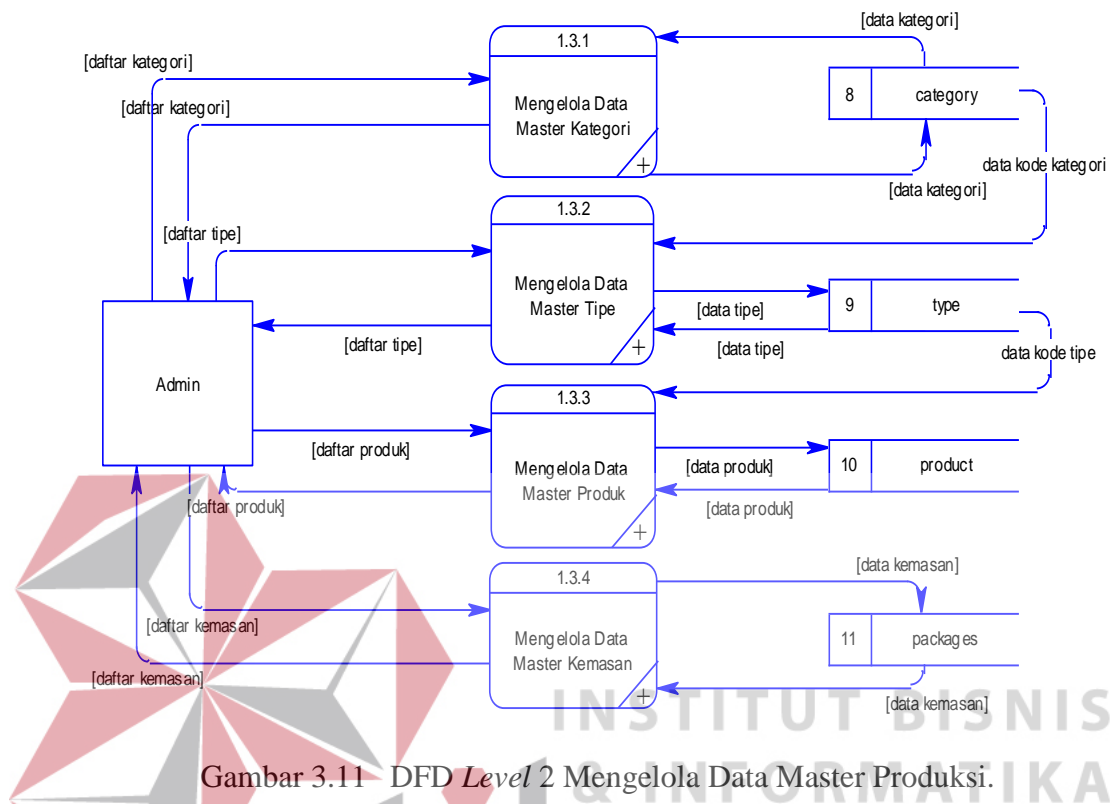 [data kategori]
1.3.1
[daftar kategori]
Mengelola Data
Master Kategori
8
category
[daftar kategori]
+
data kode kategori
[data kategori]
1.3.2
[daftar tipe]
Mengelola Data
Master Tipe
9
type
[data tipe]
[daftar tipe]
+
[data tipe]
data kode tipe
Admin
1.3.3
[daftar produk]
Mengelola Data
Master Produk
[data produk]
10
product
[daftar produk]
[data produk]
+
1.3.4
[data kemasan]
[daftar kemasan]
Mengelola Data
Master Kemasan
11
packages
[daftar kemasan]
+
[data kemasan]
INSTITUT BISNIS
Gambar 3.11 DFD Level 2 Mengelola Data Master Produksi.
& INFORMATIKA